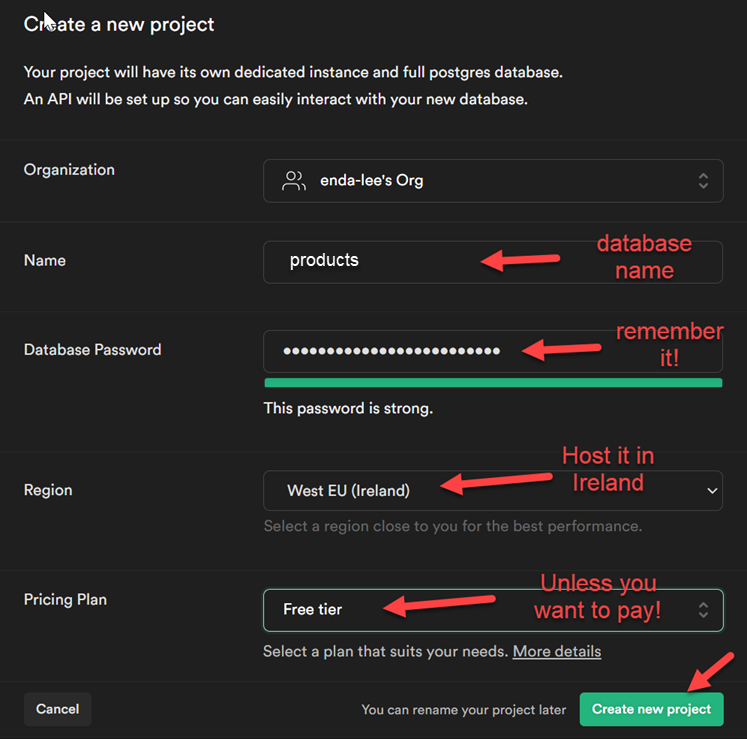 Create a new project
Your project will have its own dedicated instance and full postgres database.
An API will be set up so you can easily interact with your new database.
Organization
enda-lee's Org
Name
products
database
name
Database Password
●●●●●●●●●●●●●●●●●●●●●●●●●
remember
it!
This password is strong.
Region
West EU (Ireland)
Host it in
Ireland
Select a region close to you for the best performance.
Pricing Plan
Free tier
Unless you
want to pay!
Select a plan that suits your needs. More details
Cancel
You can rename your project later
Create new project